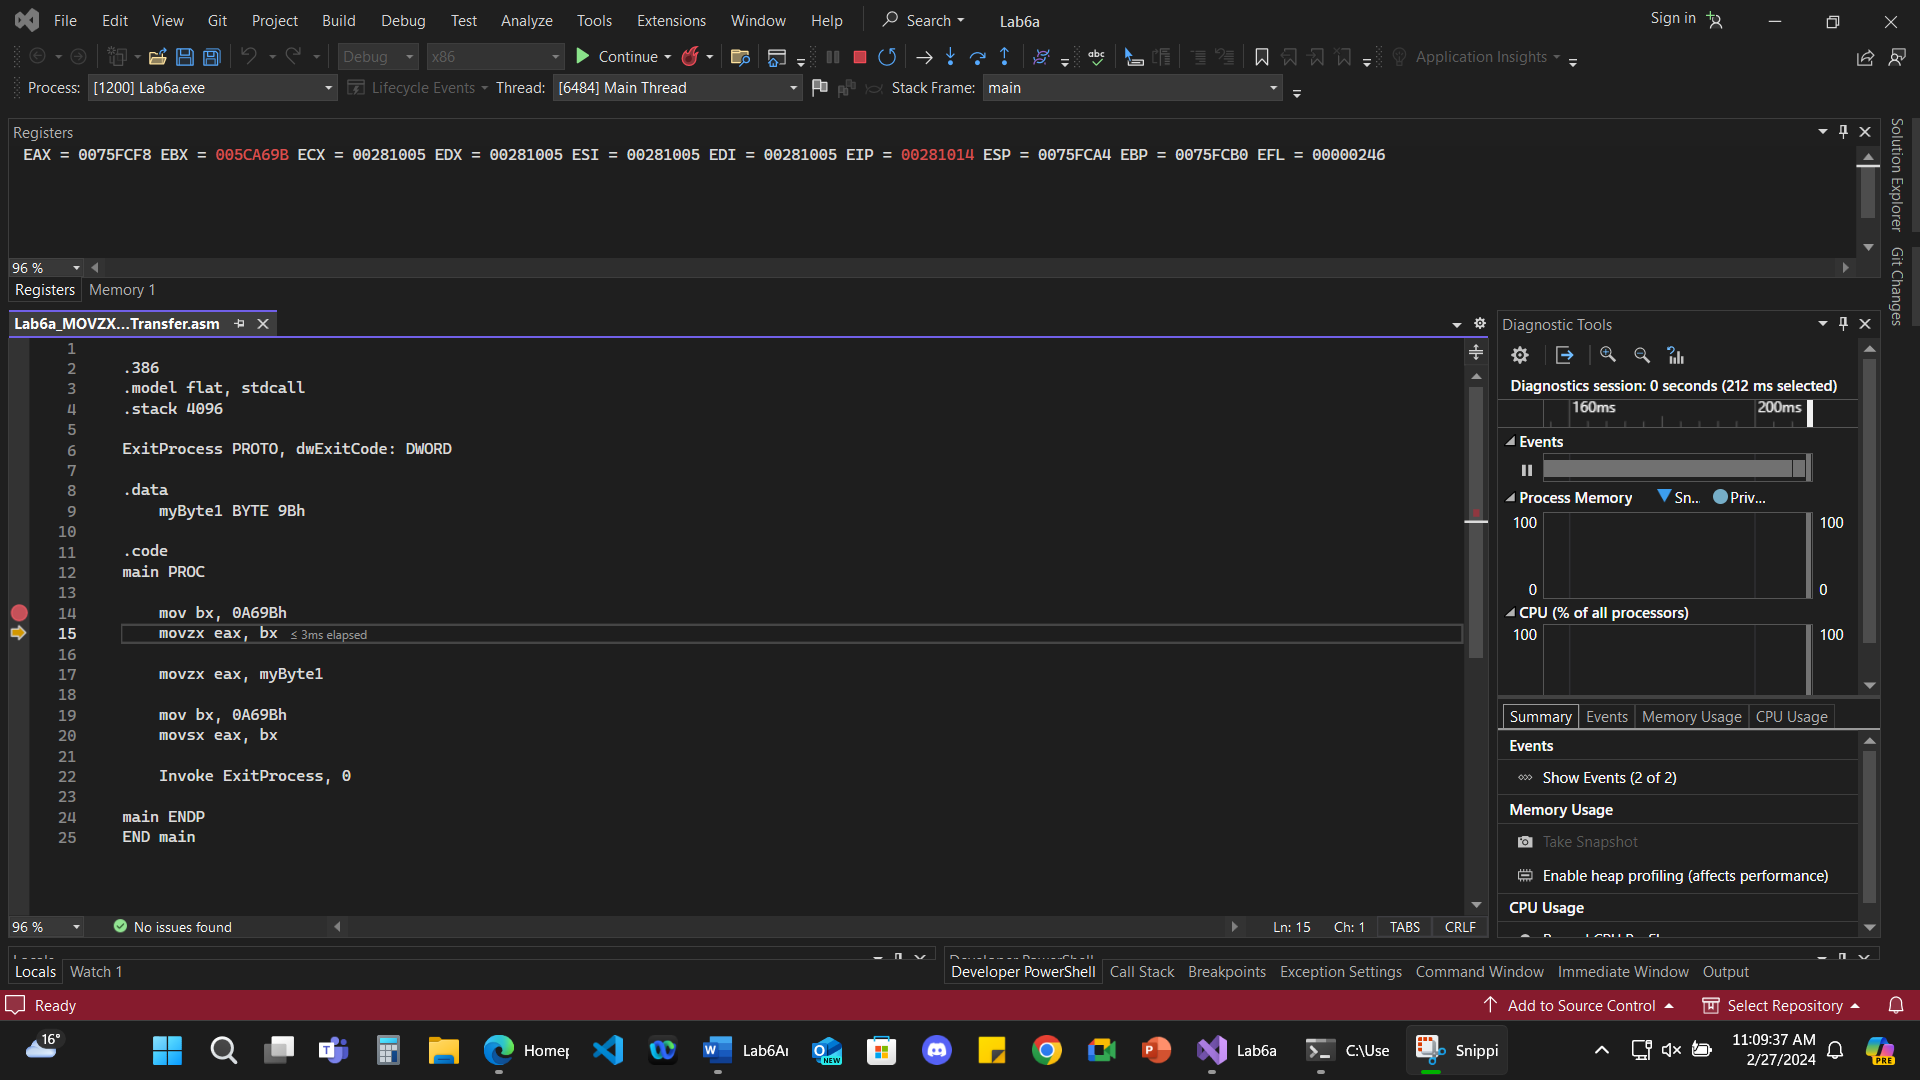 File Edit View Git Project Build Debug Test Analyze Tools Extensions Window Help Search Lab6a Sign in
Debug x86 Continue Application Insights
Process: [1200] Lab6a.exe Lifecycle Events Thread: [6484] Main Thread Stack Frame: main
Registers
EAX = 0075FCF8 EBX = 005CA69B ECX = 00281005 EDX = 00281005 ESI = 00281005 EDI = 00281005 EIP = 00281014 ESP = 0075FCA4 EBP = 0075FCB0 EFL = 00000246
96 %
Registers Memory 1
Solution Explorer
Git Changes
Lab6a_MOVZX...Transfer.asm
1
2 .386
3 .model flat, stdcall
4 .stack 4096
5
6 ExitProcess PROTO, dwExitCode: DWORD
7
8 .data
9 myByte1 BYTE 9Bh
10
11 .code
12 main PROC
13
14 mov bx, 0A69Bh
15 movzx eax, bx ≤ 3ms elapsed
16
17 movzx eax, myByte1
18
19 mov bx, 0A69Bh
20 movsx eax, bx
21
22 Invoke ExitProcess, 0
23
24 main ENDP
25 END main
96 % No issues found Ln: 15 Ch: 1 TABS CRLF
Diagnostic Tools
Diagnostics session: 0 seconds (212 ms selected)
160ms 200ms
Events
Process Memory Sn... Priv...
100 100
0 0
CPU (% of all processors)
100 100
Summary Events Memory Usage CPU Usage
Events
Show Events (2 of 2)
Memory Usage
Take Snapshot
Enable heap profiling (affects performance)
CPU Usage
Locals Watch 1
Developer PowerShell Call Stack Breakpoints Exception Settings Command Window Immediate Window Output
Ready Add to Source Control Select Repository
16° Homep Lab6Ar Lab6a C:\Use Snippi
11:09:37 AM
2/27/2024